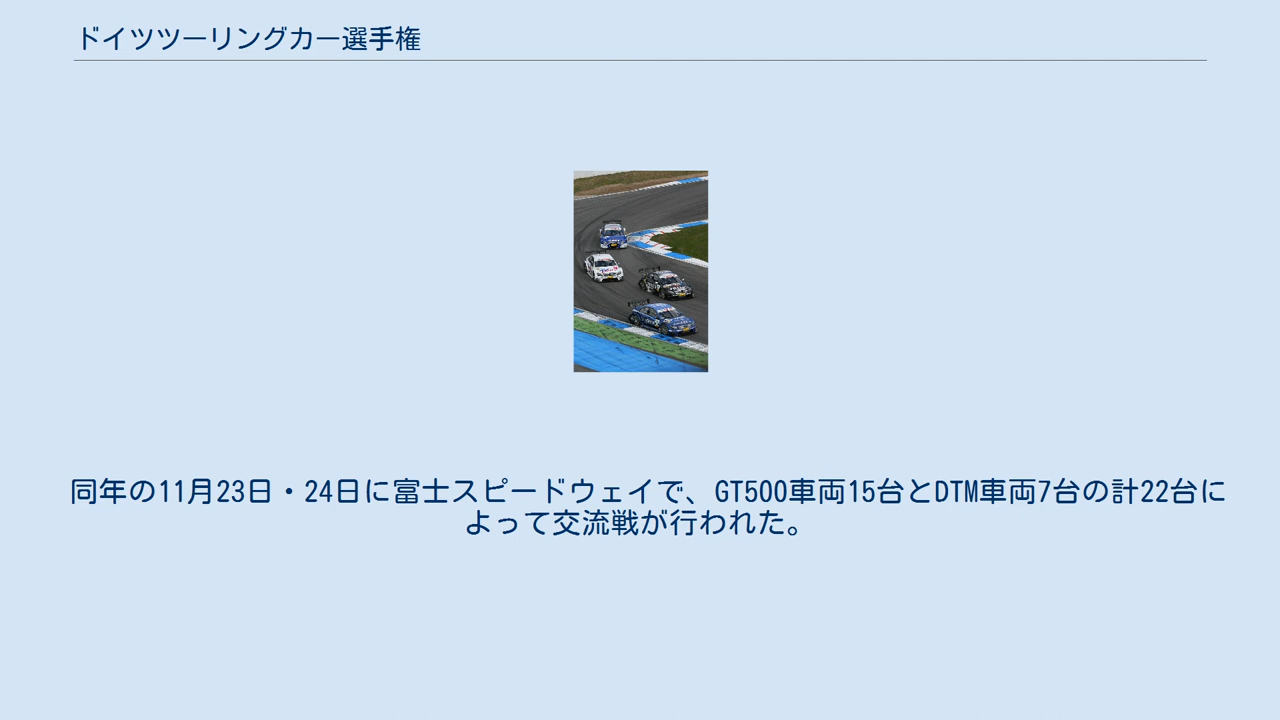 ドイツツーリングカー選手権
同年の11月23日・24日に富士スピードウェイで、GT500車両15台とDTM車両7台の計22台に
よって交流戦が行われた。